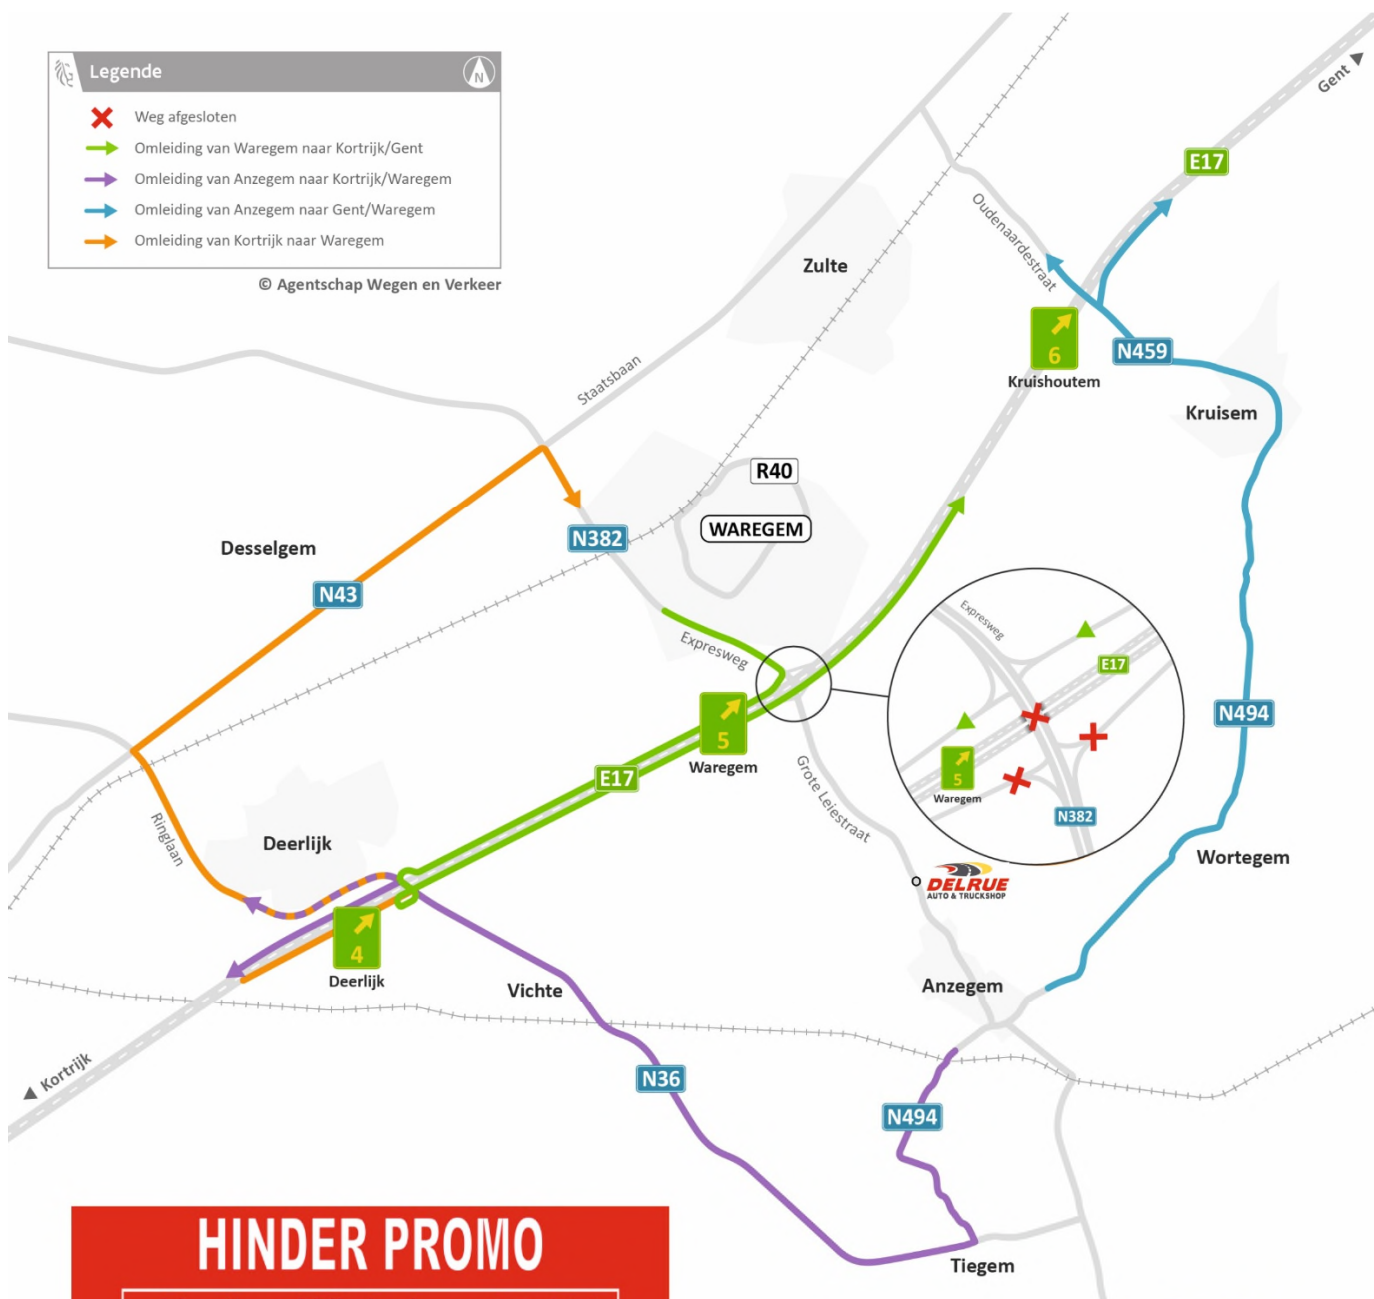 Legende
N
Weg afgesloten
Omleiding van Waregem naar Kortrijk/Gent
Omleiding van Anzegem naar Kortrijk/Waregem
Omleiding van Anzegem naar Gent/Waregem
Omleiding van Kortrijk naar Waregem
© Agentschap Wegen en Verkeer
Gent
E17
Oudenaardestraat
Zulte
6
Kruishoutem
N459
Kruisem
Staatsbaan
R40
WAREGEM
N382
Desselgem
N43
Expresweg
5
Waregem
E17
Expresweg
E17
5
Waregem
N382
N494
Grote Leiestraat
Ringlaan
Deerlijk
Wortegem
DELRUE
AUTO & TRUCKSHOP
4
Deerlijk
Vichte
Anzegem
Kortrijk
N36
N494
Tiegem
HINDER PROMO